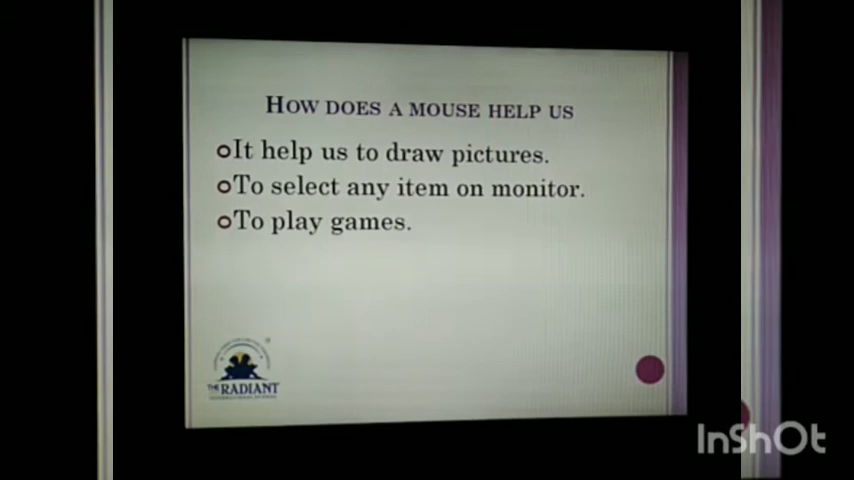 HOW DOES A MOUSE HELP US
It help us to draw pictures.
To select any item on monitor.
To play games.
THE RADIANT
InShOt